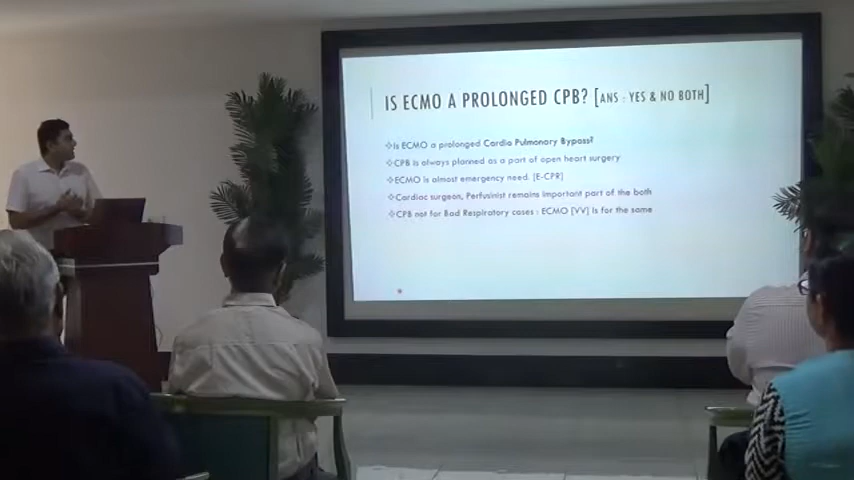 IS ECMO A PROLONGED CPB? [ANS : YES & NO BOTH]
❖Is ECMO a prolonged Cardio Pulmonary Bypass?
❖CPB is always planned as a part of open heart surgery
❖ECMO is almost emergency need. [E-CPR]
❖Cardiac surgeon, Perfusinist remains important part of the both
❖CPB not for Bad Respiratory cases : ECMO [VV] is for the same